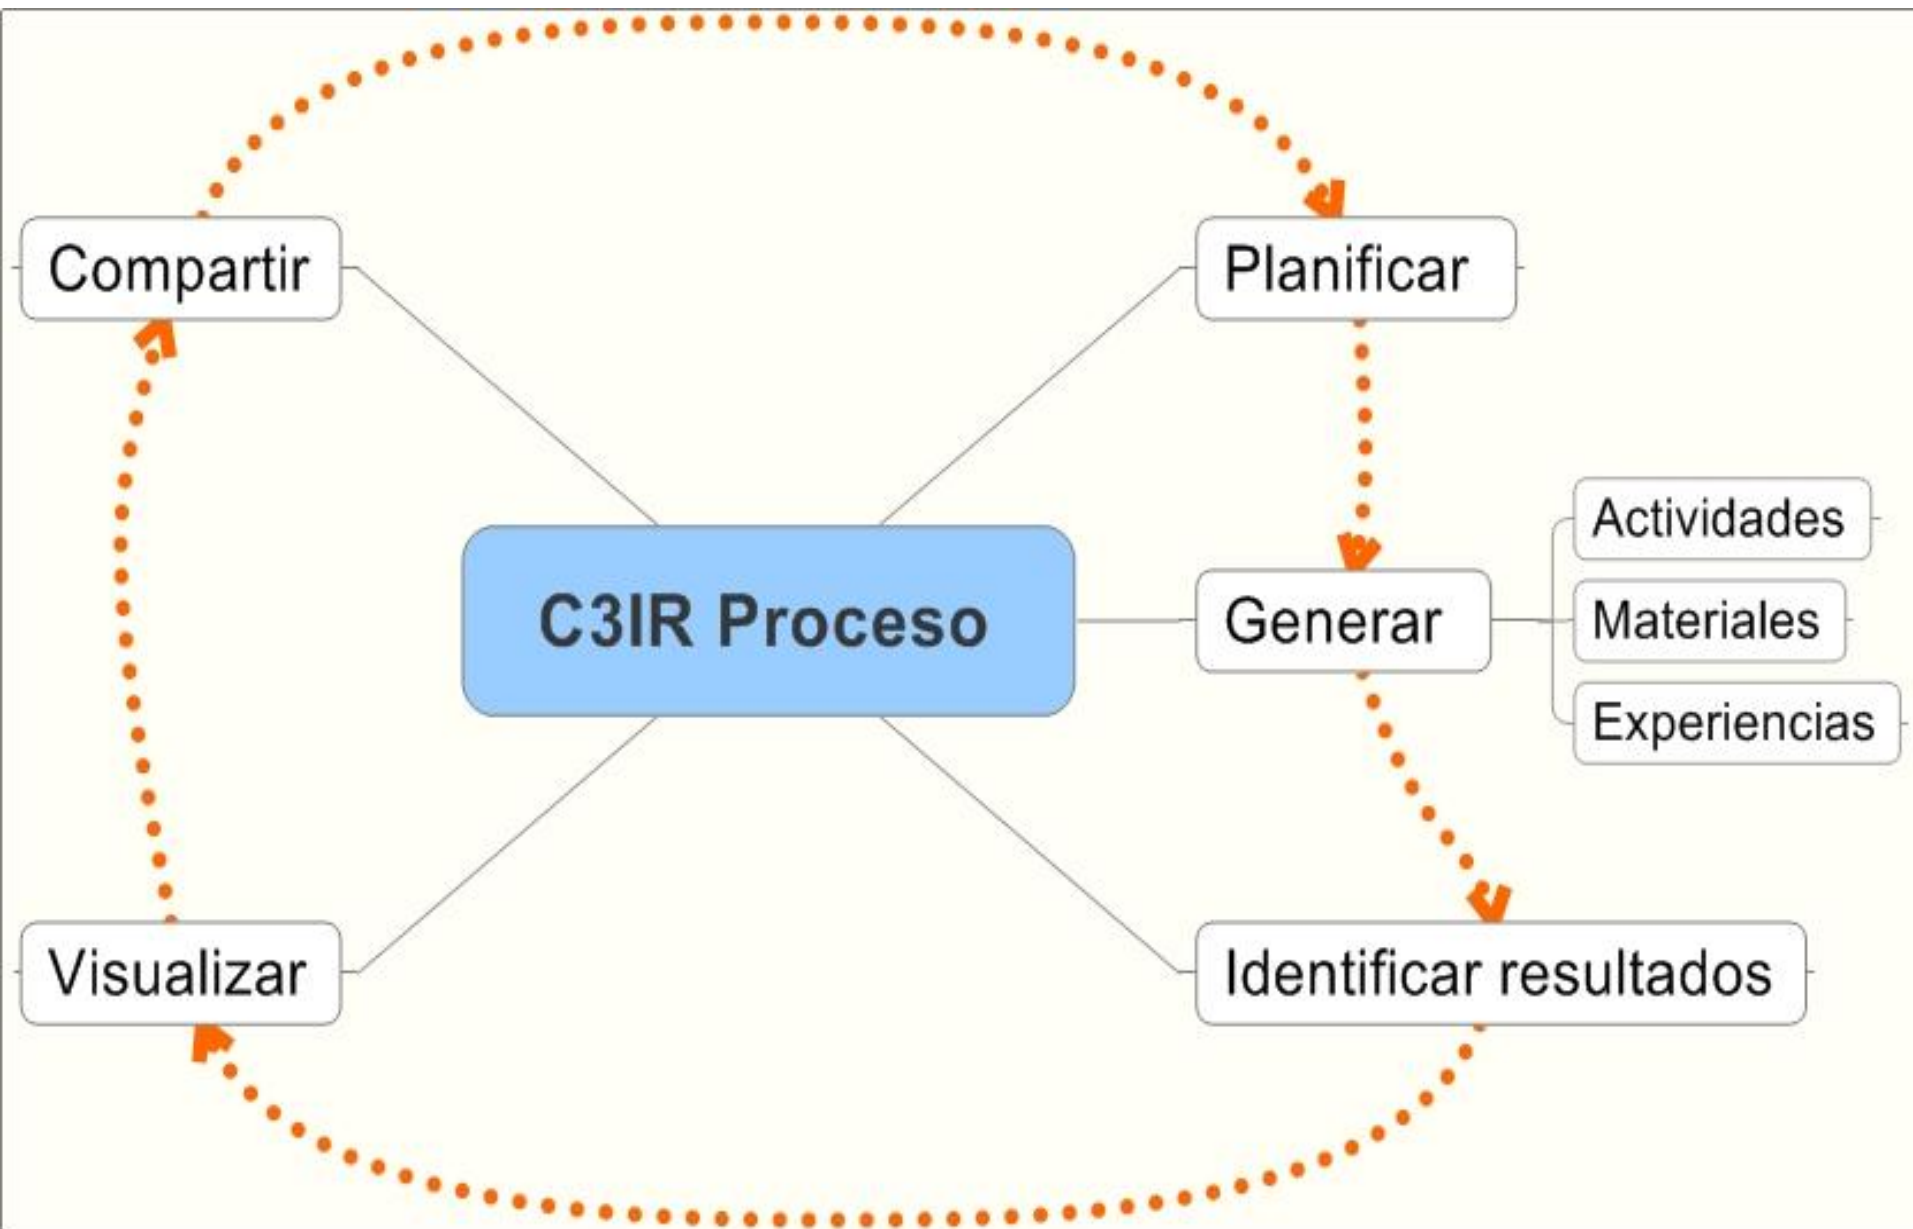 Compartir
Planificar
C3IR Proceso
Generar
Actividades
Materiales
Experiencias
Visualizar
Identificar resultados